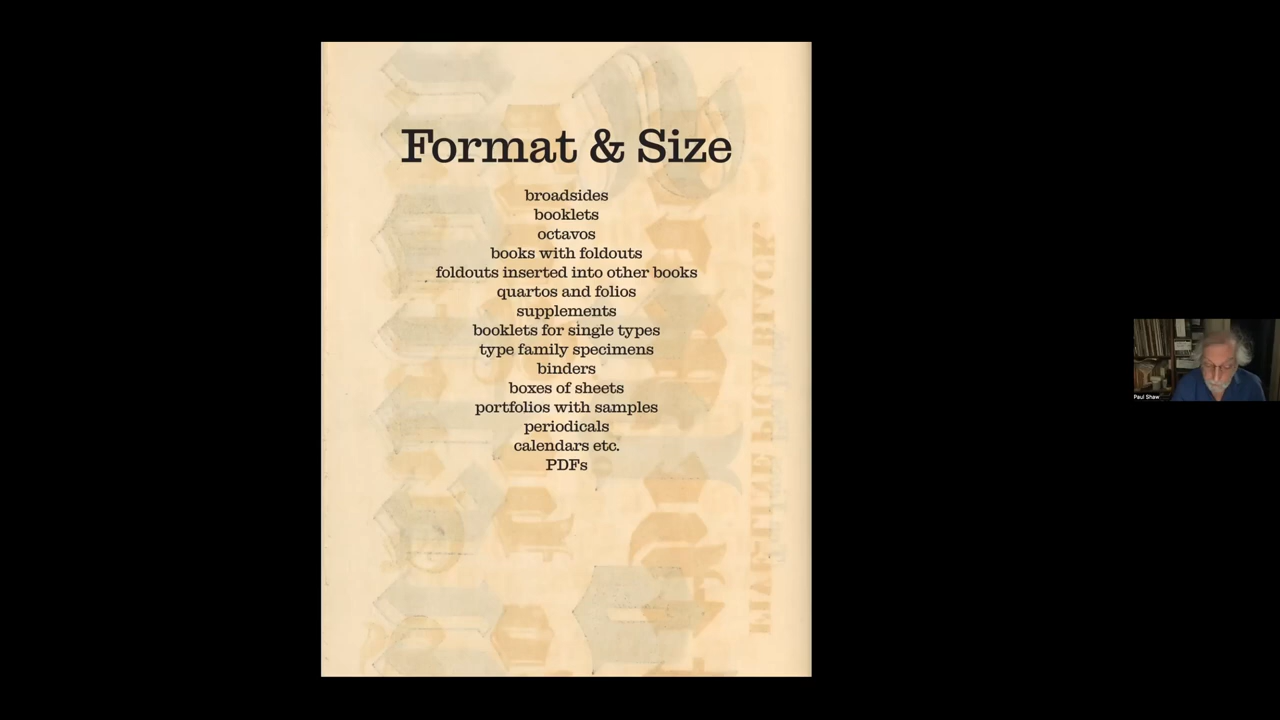 Format & Size
broadsides
booklets
octavos
books with foldouts
foldouts inserted into other books
quartos and folios
supplements
booklets for single types
type family specimens
binders
boxes of sheets
portfolios with samples
periodicals
calendars etc.
PDFs
Paul Shaw